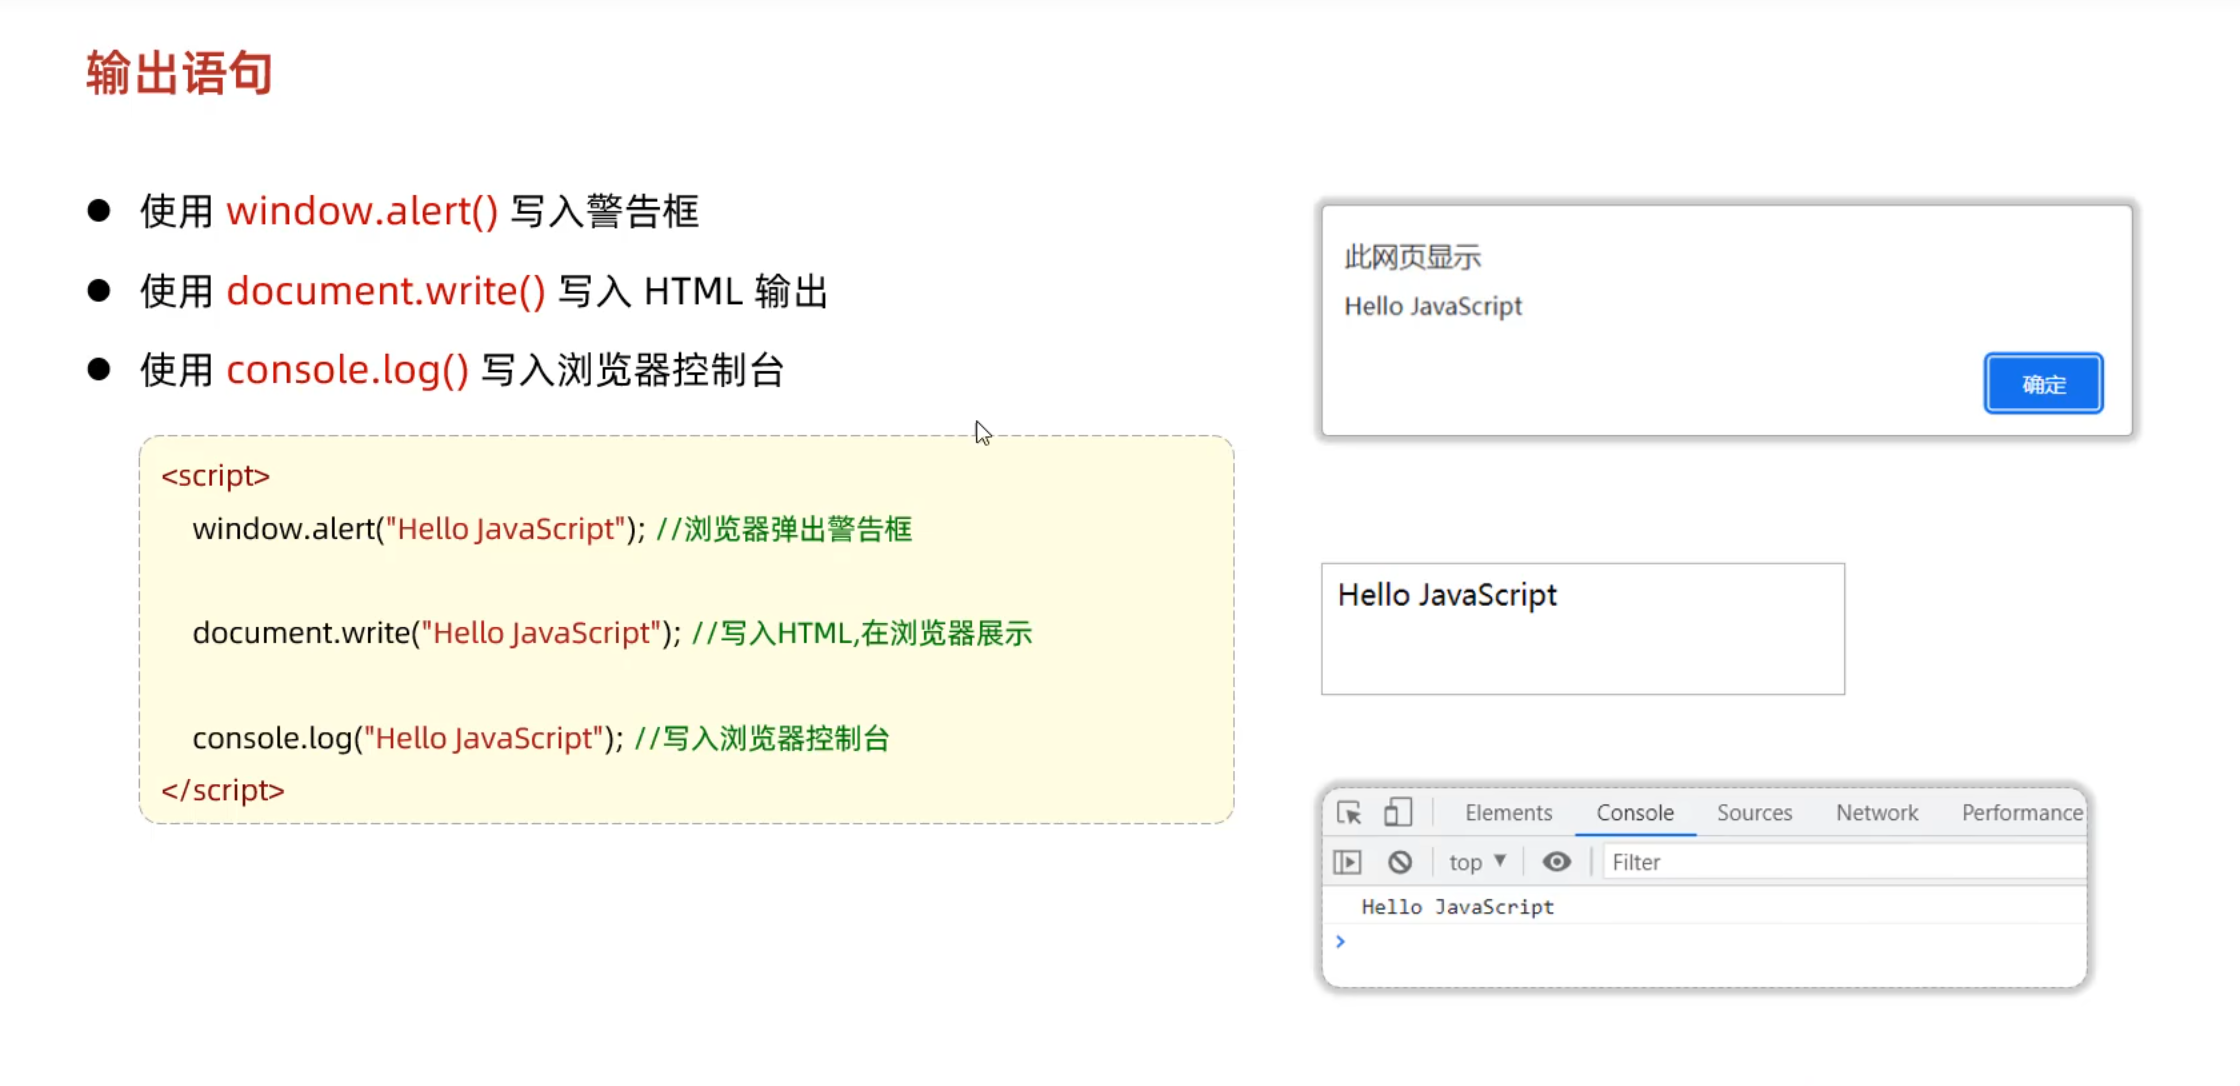 输出语句
● 使用 window.alert() 写入警告框
● 使用 document.write() 写入 HTML 输出
● 使用 console.log() 写入浏览器控制台
<script>
window.alert("Hello JavaScript"); //浏览器弹出警告框
document.write("Hello JavaScript"); //写入HTML,在浏览器展示
console.log("Hello JavaScript"); //写入浏览器控制台
</script>
此网页显示
Hello JavaScript
确定
Hello JavaScript
Elements Console Sources Network Performance
top ▼ Filter
Hello JavaScript
>